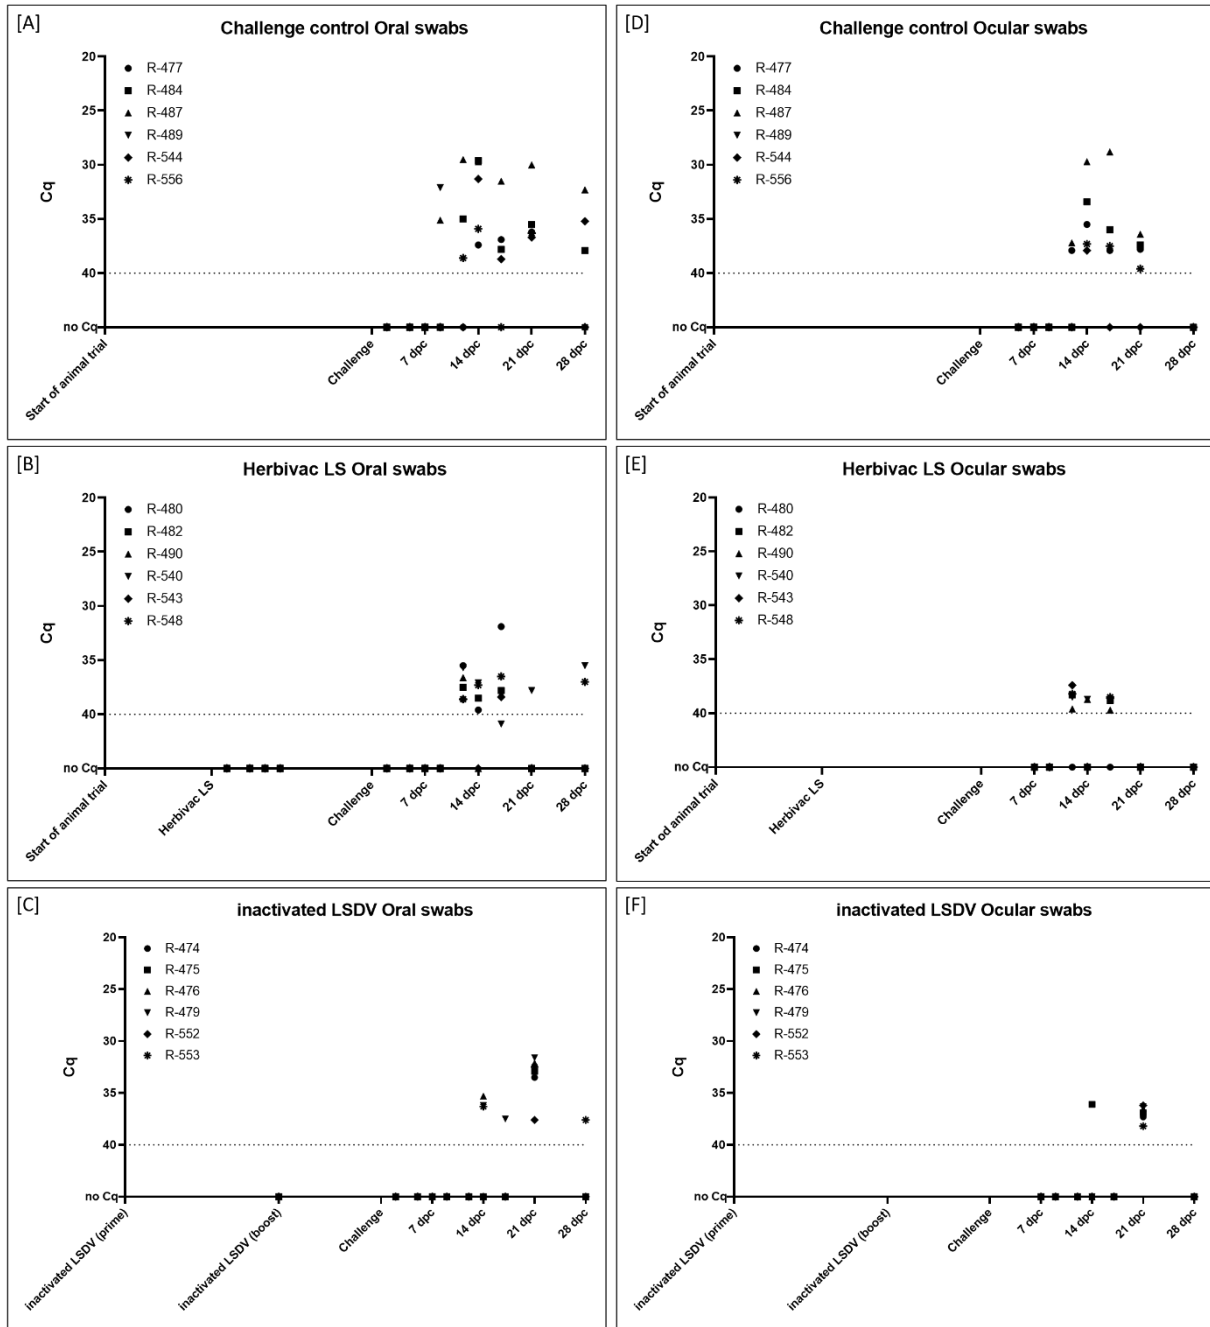 [A]
Challenge control Oral swabs
20
25
30
35
40
no Cq
Cq
R-477
R-484
R-487
R-489
R-544
R-556
Start of animal trial
Challenge
7 dpc
14 dpc
21 dpc
28 dpc
[D]
Challenge control Ocular swabs
20
25
30
35
40
no Cq
Cq
R-477
R-484
R-487
R-489
R-544
R-556
Start of animal trial
Challenge
7 dpc
14 dpc
21 dpc
28 dpc
[B]
Herbivac LS Oral swabs
20
25
30
35
40
no Cq
Cq
R-480
R-482
R-490
R-540
R-543
R-548
Start of animal trial
Herbivac LS
Challenge
7 dpc
14 dpc
21 dpc
28 dpc
[E]
Herbivac LS Ocular swabs
20
25
30
35
40
no Cq
Cq
R-480
R-482
R-490
R-540
R-543
R-548
Start od animal trial
Herbivac LS
Challenge
7 dpc
14 dpc
21 dpc
28 dpc
[C]
inactivated LSDV Oral swabs
20
25
30
35
40
no Cq
Cq
R-474
R-475
R-476
R-479
R-552
R-553
inactivated LSDV (prime)
inactivated LSDV (boost)
Challenge
7 dpc
14 dpc
21 dpc
28 dpc
[F]
inactivated LSDV Ocular swabs
20
25
30
35
40
no Cq
Cq
R-474
R-475
R-476
R-479
R-552
R-553
inactivated LSDV (prime)
inactivated LSDV (boost)
Challenge
7 dpc
14 dpc
21 dpc
28 dpc